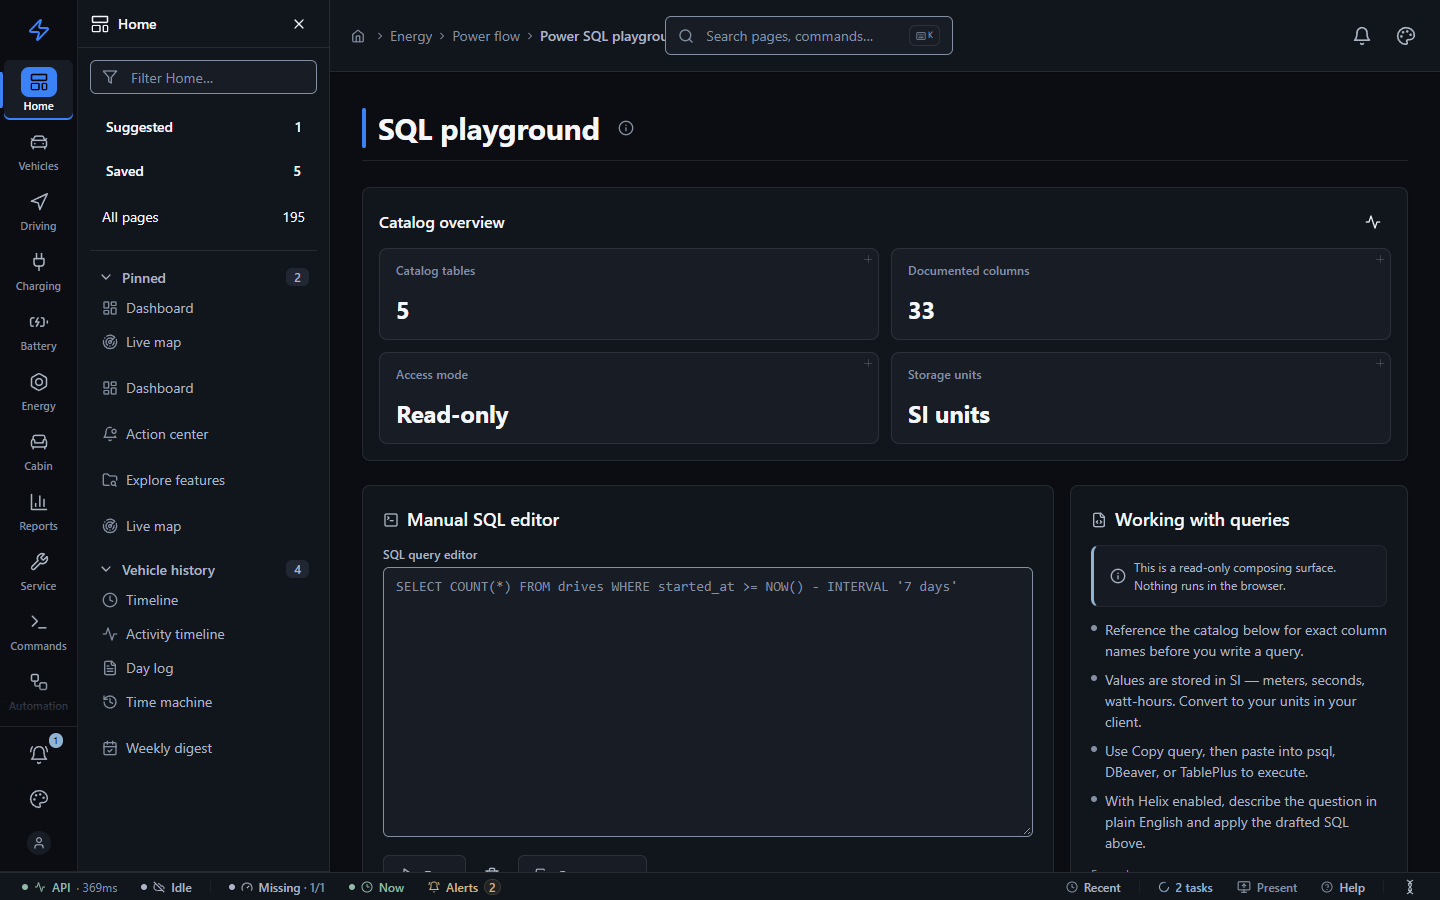 Home
Energy
Power flow
Power SQL playgrou
Search pages, commands...
K
Home
Vehicles
Driving
Charging
Battery
Energy
Cabin
Reports
Service
Commands
Automation
1
Filter Home...
Suggested 1
Saved 5
All pages 195
Pinned 2
Dashboard
Live map
Dashboard
Action center
Explore features
Live map
Vehicle history 4
Timeline
Activity timeline
Day log
Time machine
Weekly digest
SQL playground
Catalog overview
Catalog tables
5
Documented columns
33
Access mode
Read-only
Storage units
SI units
Manual SQL editor
SQL query editor
SELECT COUNT(*) FROM drives WHERE started_at >= NOW() - INTERVAL '7 days'
Working with queries
This is a read-only composing surface.
Nothing runs in the browser.
Reference the catalog below for exact column
names before you write a query.
Values are stored in SI — meters, seconds,
watt-hours. Convert to your units in your
client.
Use Copy query, then paste into psql,
DBeaver, or TablePlus to execute.
With Helix enabled, describe the question in
plain English and apply the drafted SQL
above.
API · 369ms
Idle
Missing · 1/1
Now
Alerts 2
Recent
2 tasks
Present
Help